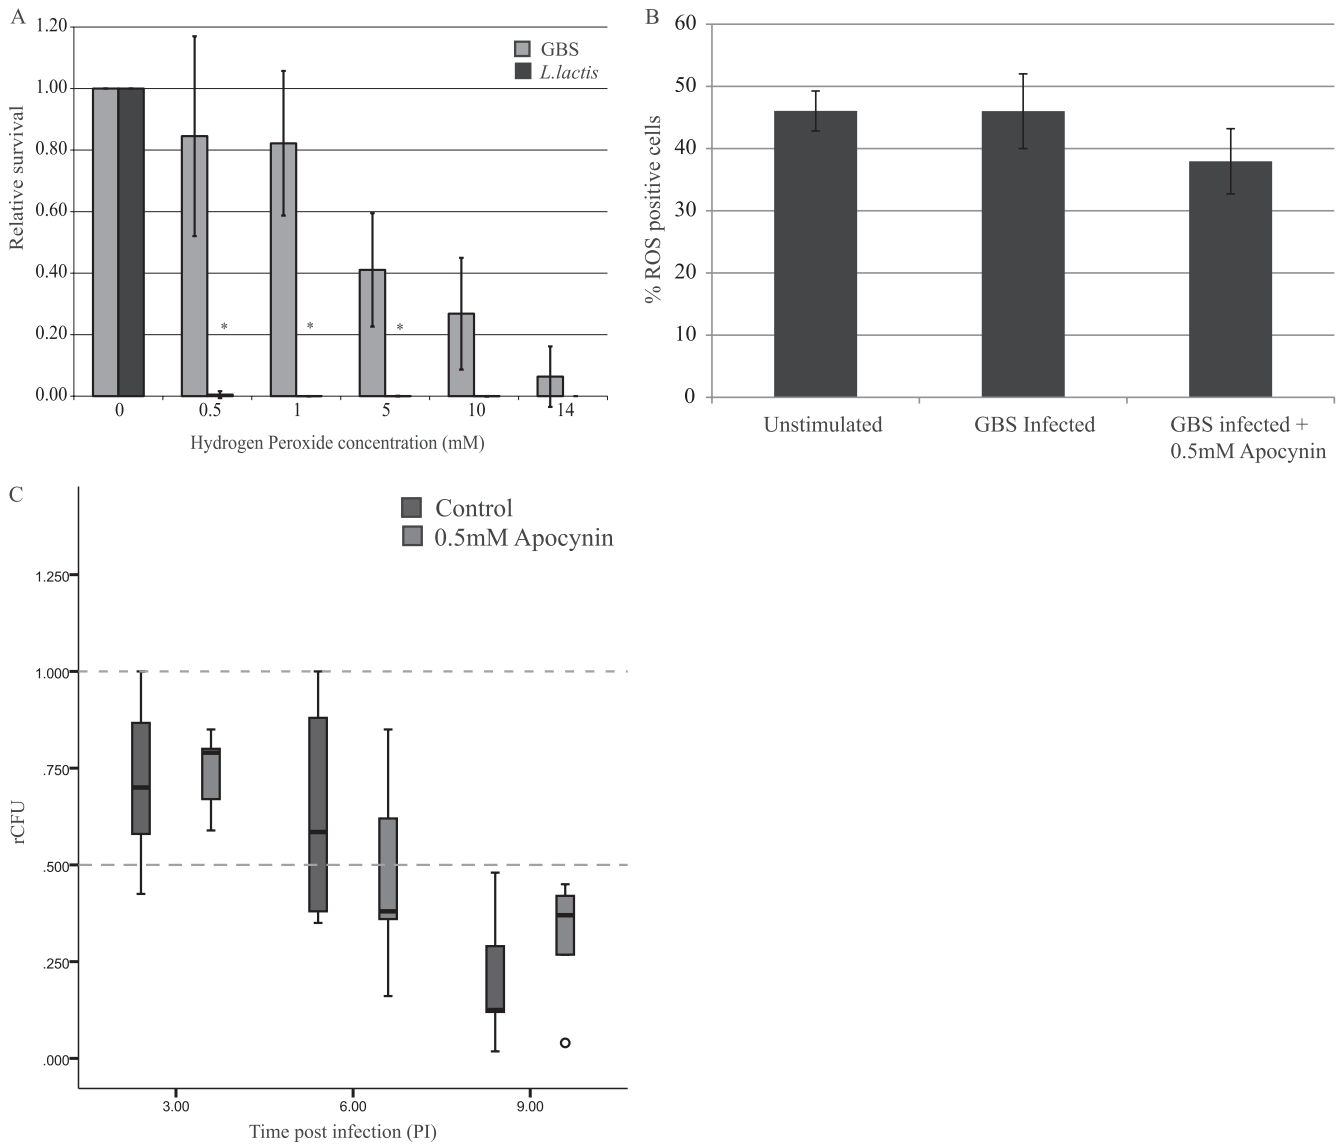 A
1.20
1.00
0.80
0.60
0.40
0.20
0.00
Relative survival
GBS
L.lactis
*
*
*
0
0.5
1
5
10
14
Hydrogen Peroxide concentration (mM)
B
60
50
40
30
20
10
0
% ROS positive cells
Unstimulated
GBS Infected
GBS infected +
0.5mM Apocynin
C
Control
0.5mM Apocynin
1.250
1.000
.750
.500
.250
.000
rCFU
3.00
6.00
9.00
Time post infection (PI)